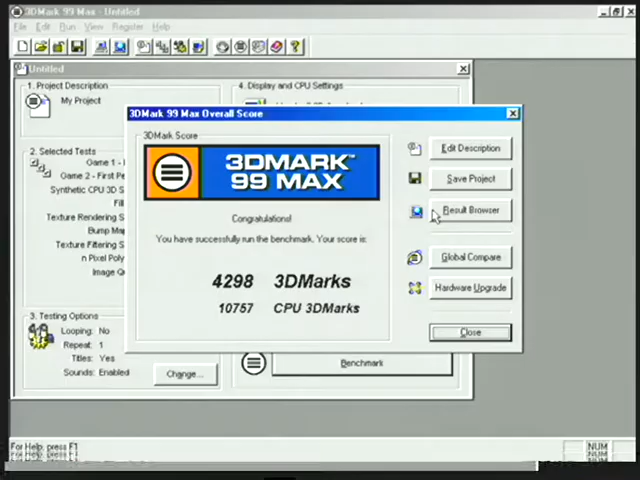 3DMark 99 Max - Untitled
File Edit Run View Register Help
Untitled
1. Project Description
My Project
4. Display and CPU Settings
2. Selected Tests
Game 1 -
Game 2 - First Pe
Synthetic CPU 3D S
Fill
Texture Rendering S
Bump Ma
Texture Filtering S
n Pixel Poly
Image Q
3. Testing Options
Looping: No
Repeat: 1
Titles: Yes
Sounds: Enabled
Change...
Benchmark
3DMark 99 Max Overall Score
3DMark Score
3DMARK™
99 MAX
Congratulations!
You have successfully run the benchmark. Your score is:
4298 3DMarks
10757 CPU 3DMarks
Edit Description
Save Project
Result Browser
Global Compare
Hardware Upgrade
Close
For Help, press F1
NUM
NUM